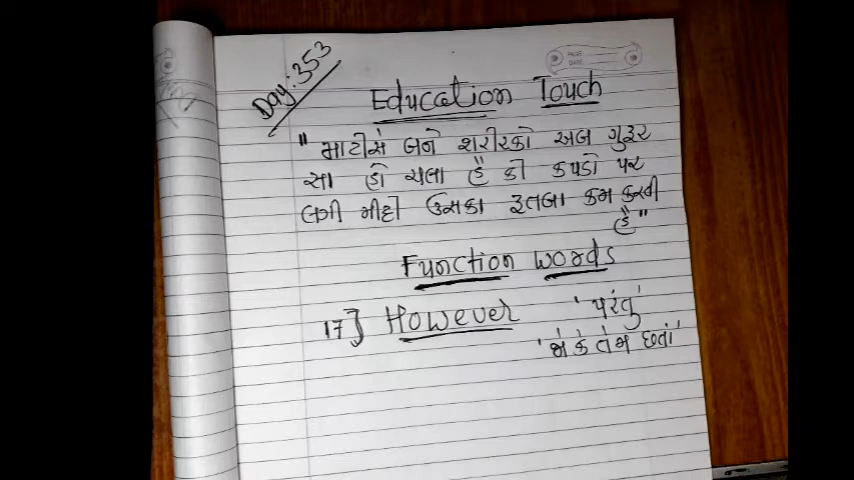 Day: 353
Education Touch
" માટીસે બને શરીરકો અબ ગુરૂર
સા હો ચલા હૈ કી કપડો પર
લગી મીટ્ટી ઉસકા રૂતબા કમ કરતી
હૈ "
Function words
17] However 'પરંતુ'
'જો કે તેમ છતાં'